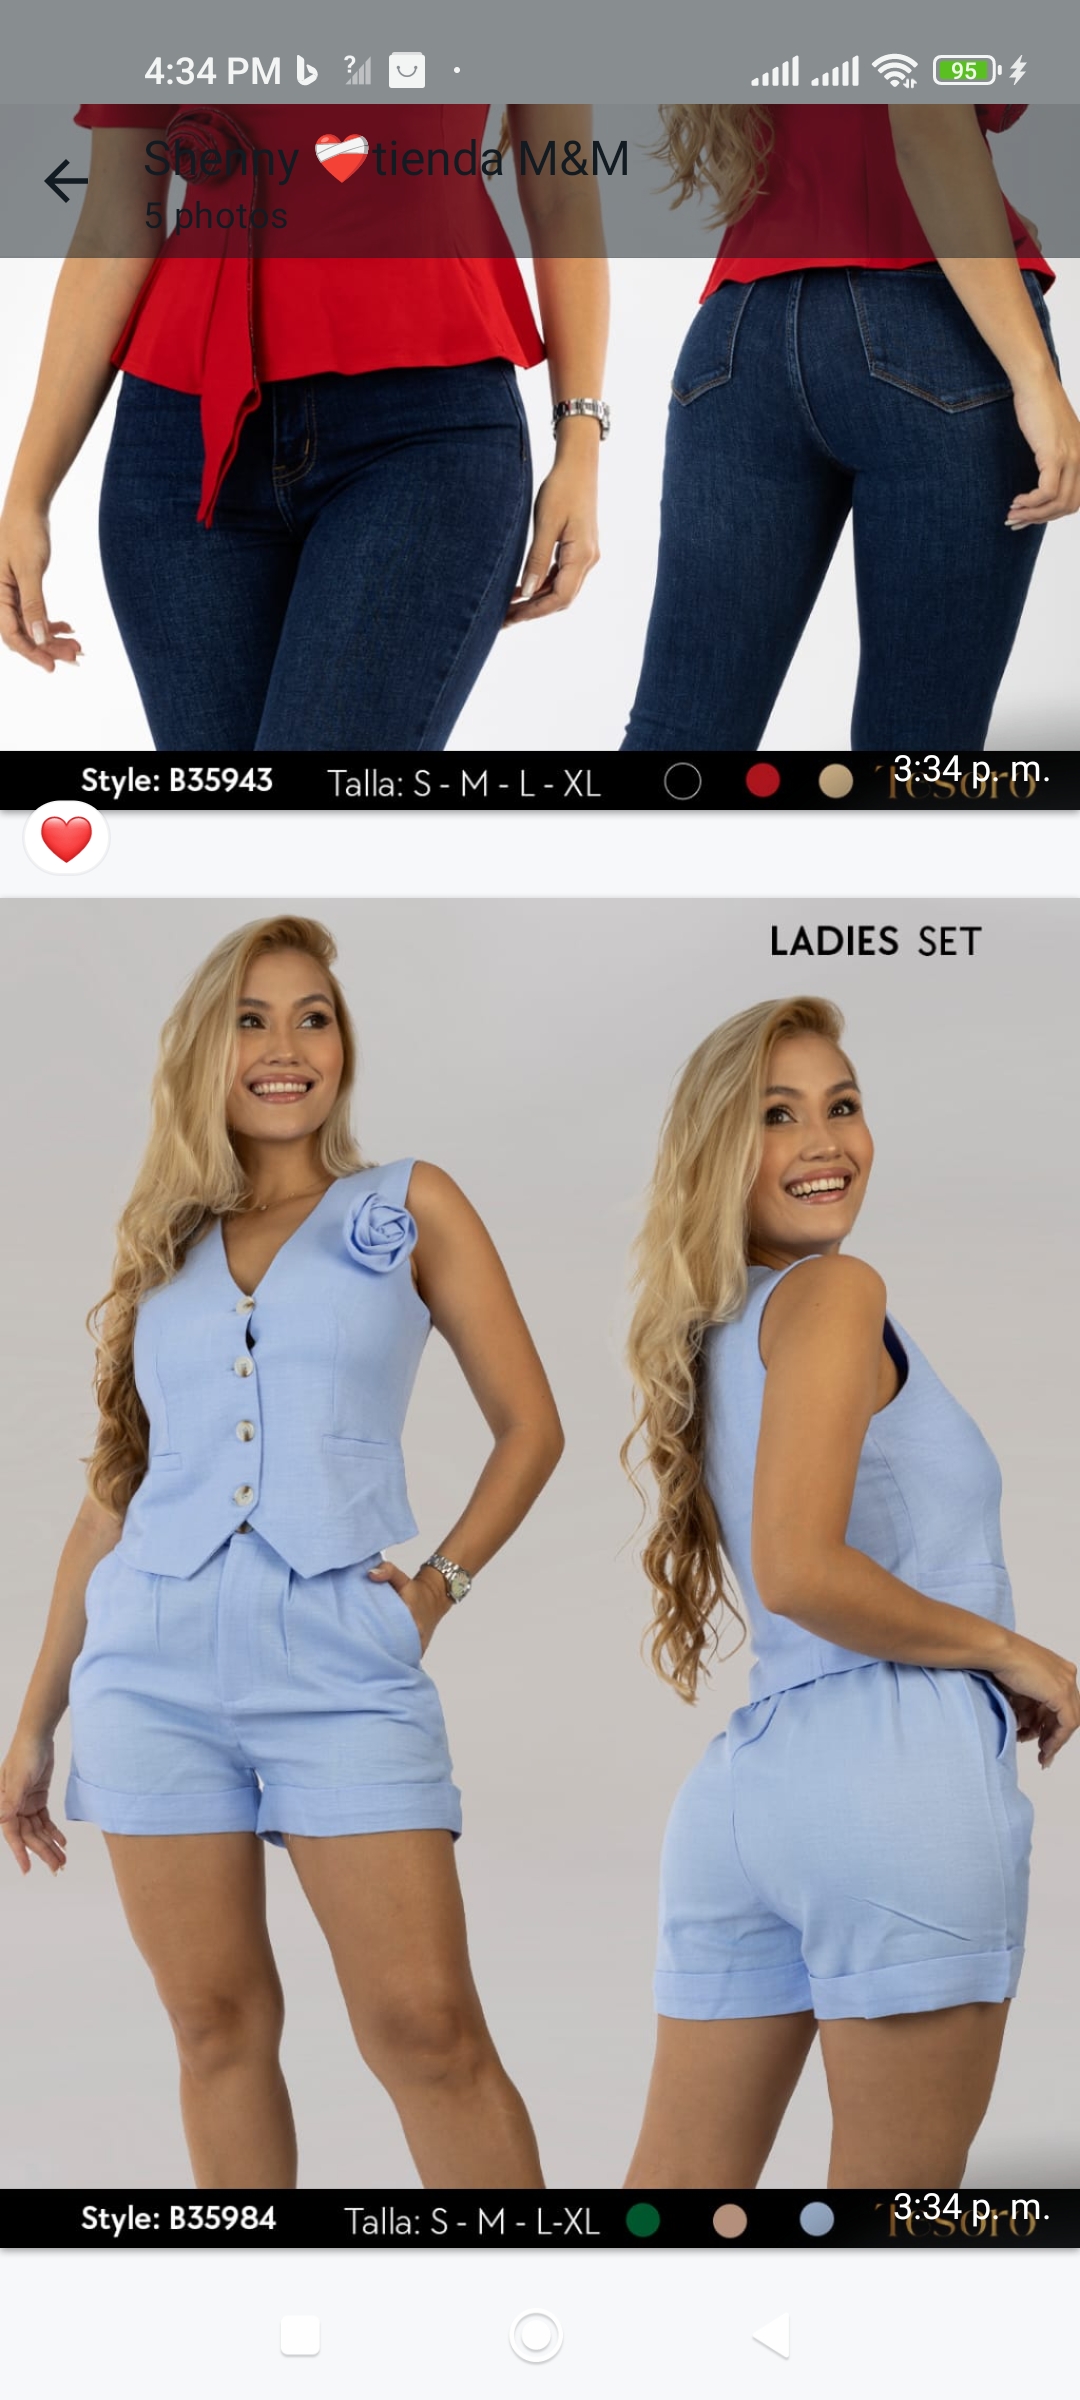 4:34 PM
95
Shenny ❤️‍🩹tienda M&M
5 photos
Style: B35943 Talla: S - M - L - XL Tesoro 3:34 p. m.
LADIES SET
Style: B35984 Talla: S - M - L-XL Tesoro 3:34 p. m.